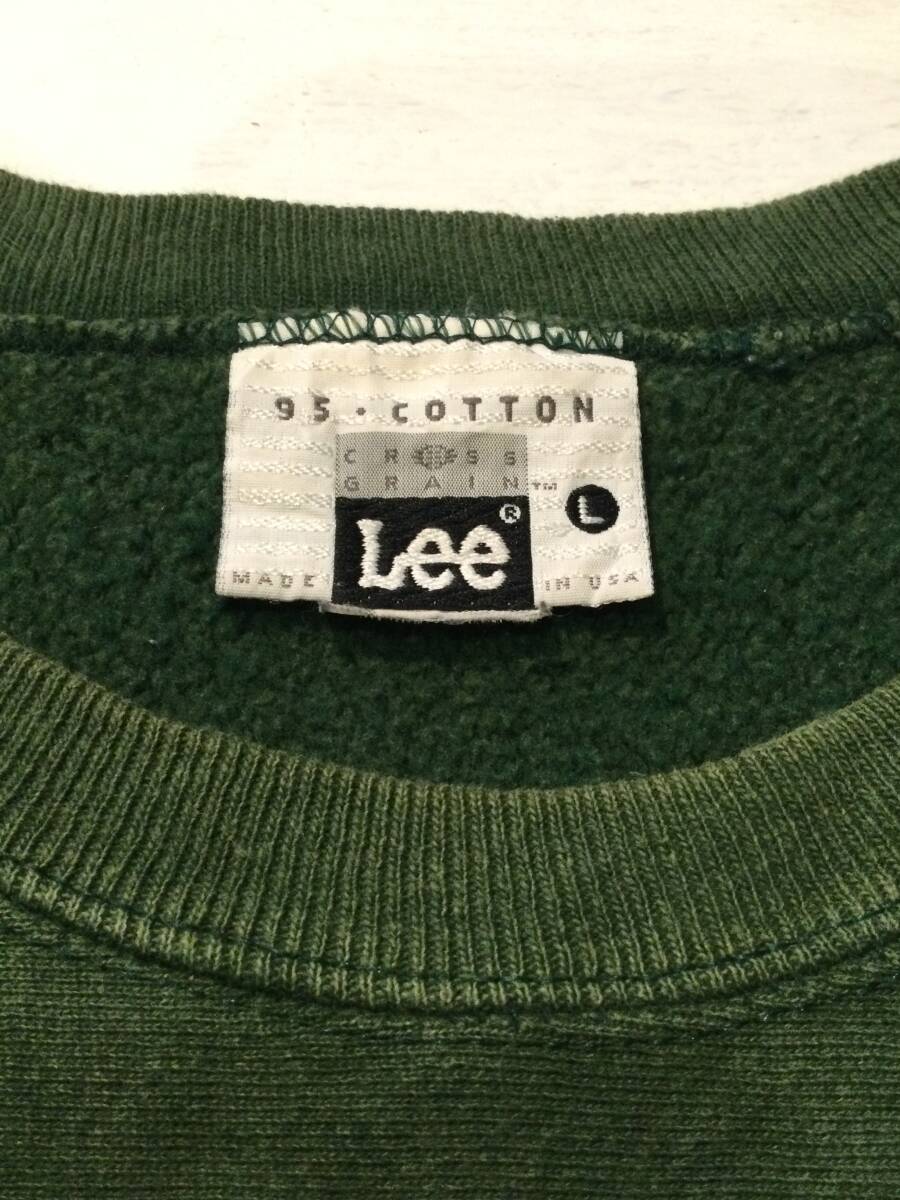 95 · COTTON
CROSS
GRAIN™
L
Lee®
MADE IN USA